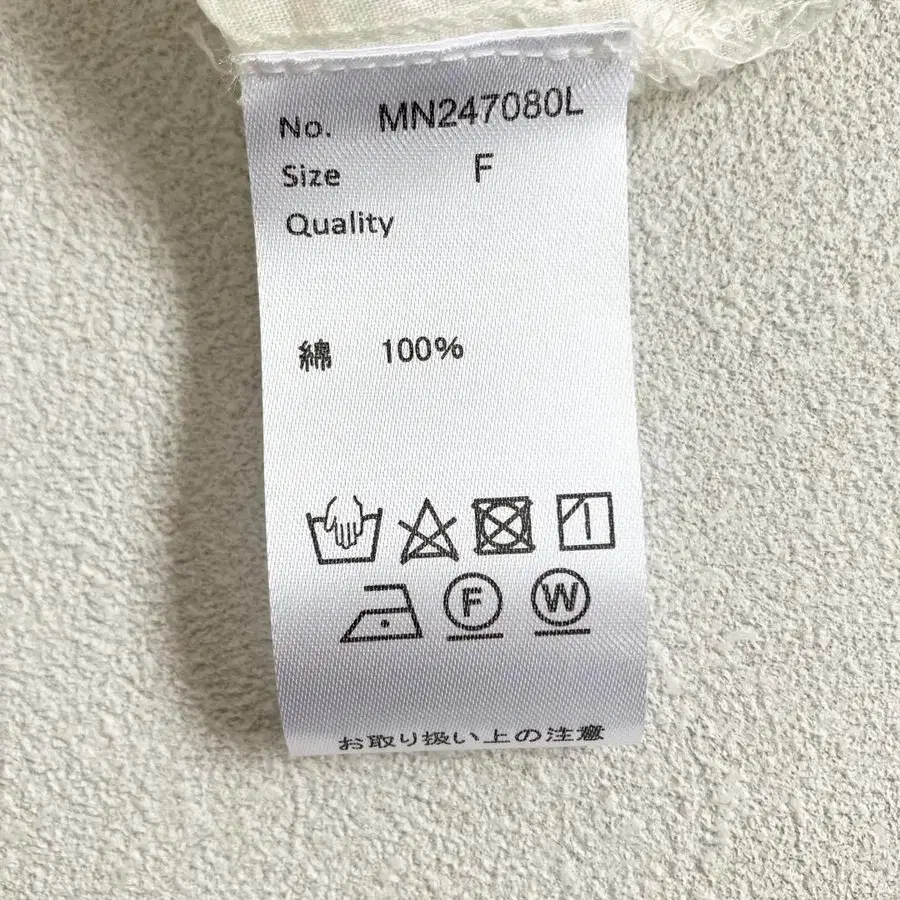 No. MN247080L
Size F
Quality
綿 100%
F W
お取り扱い上の注意